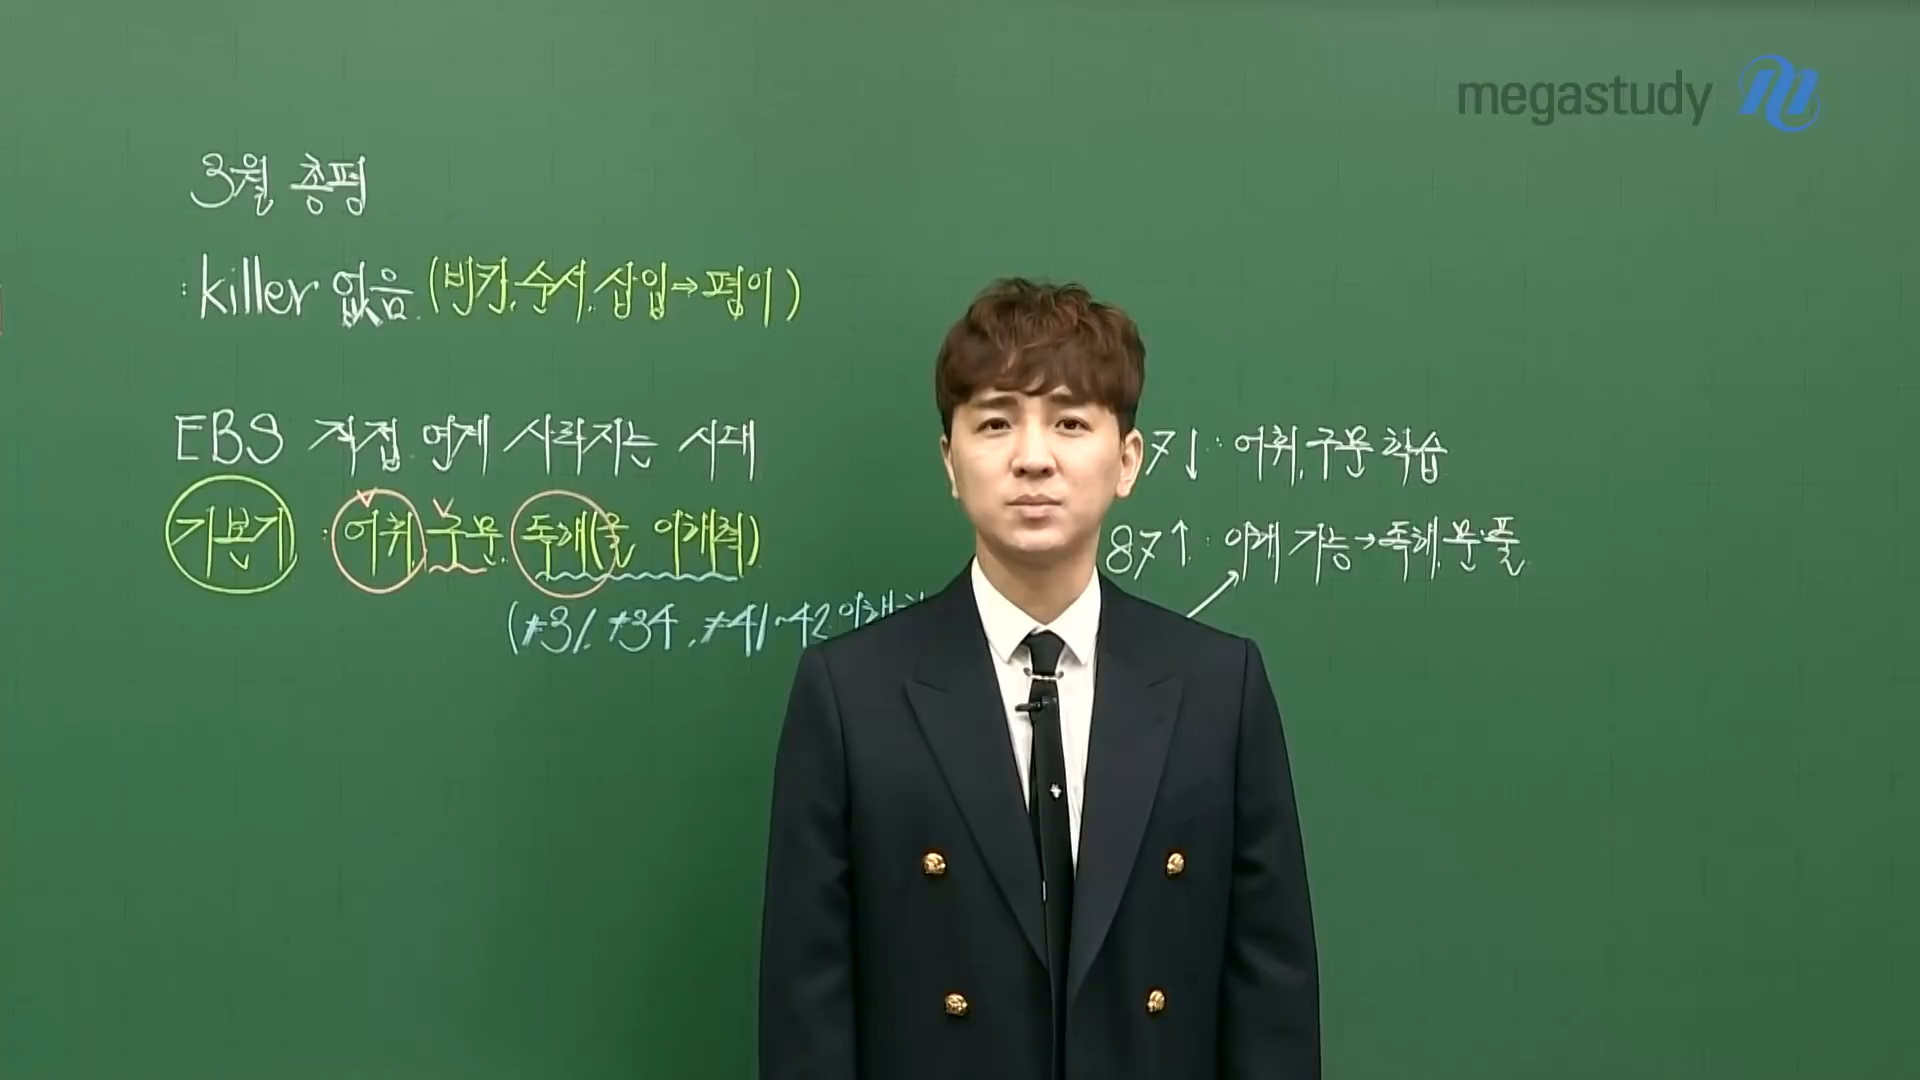 megastudy
3월 총평
: killer 없음. (빈칸, 순서, 삽입 ⇒ 평이)
EBS 직접 연계 사라지는 시대
기본기 : 어휘, 구문, 독해(글 이해력)
(#31, #34, #41~42 이해
7↓ : 어휘, 구문 학습
87↑ : 이해 가능 → 독해, 문·풀